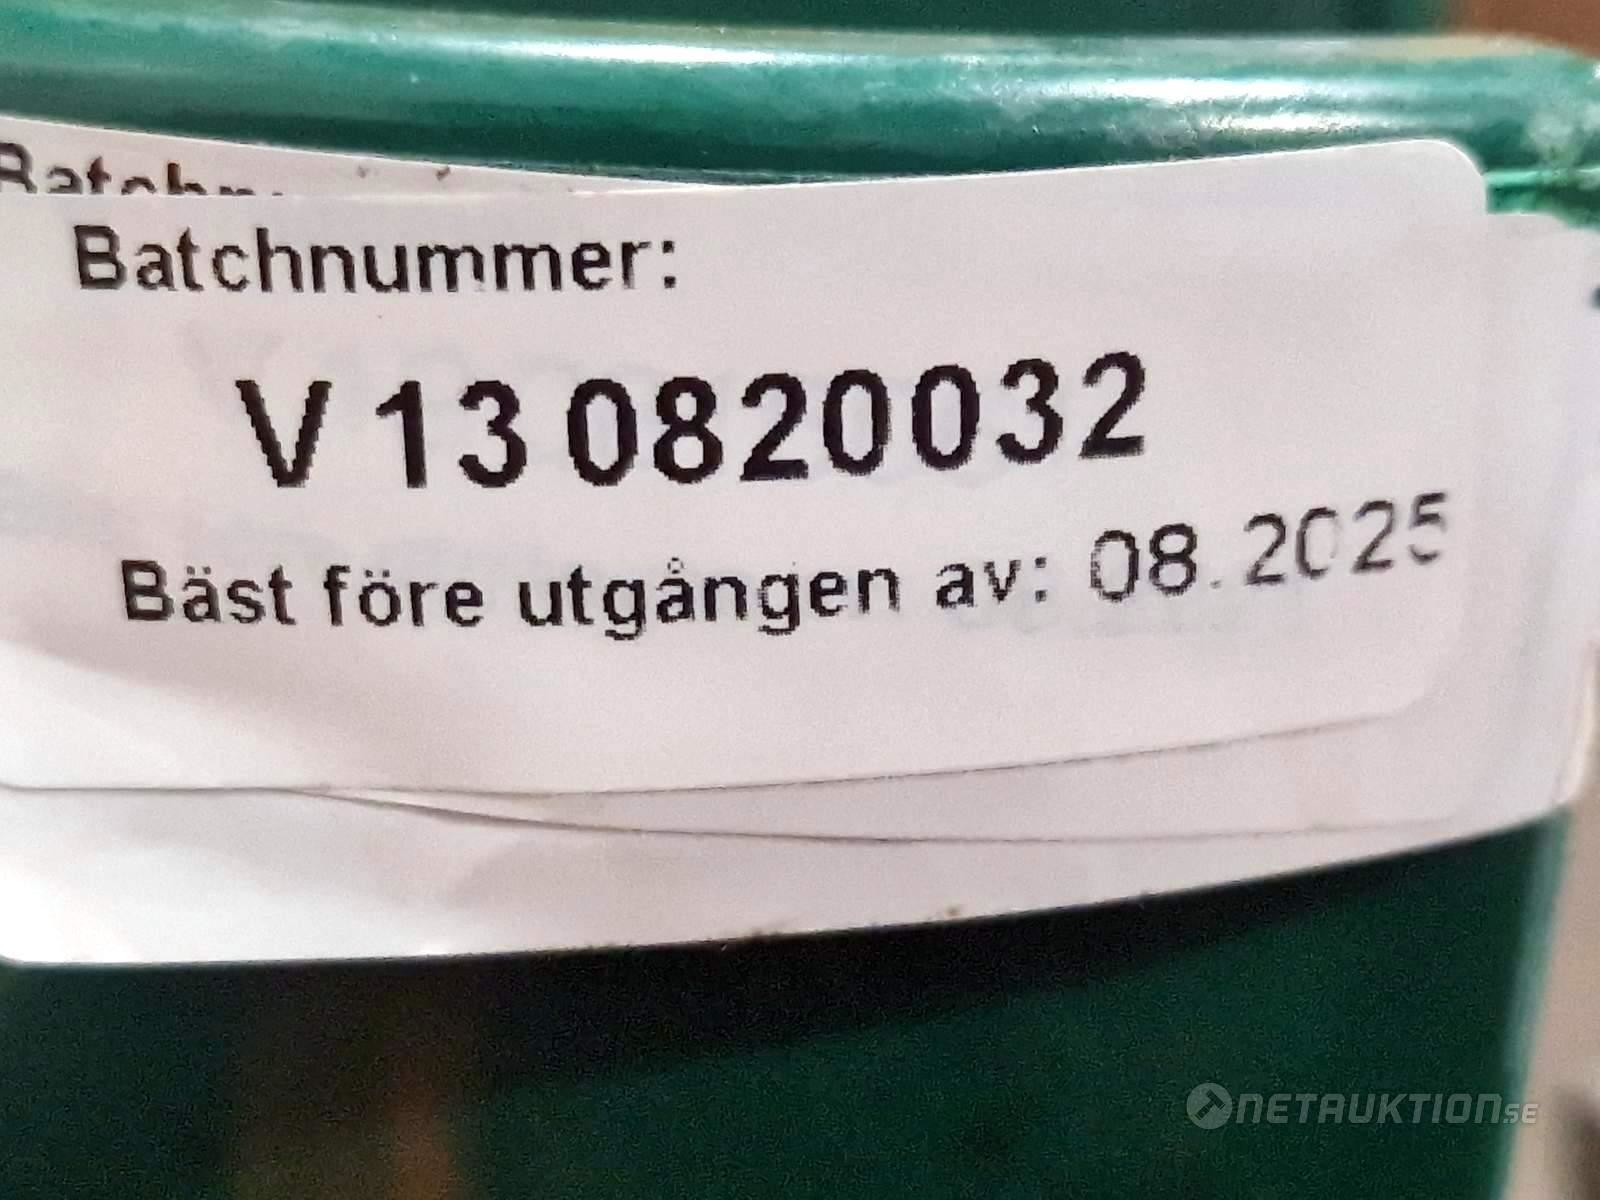 Batchnummer:
V 13 0820032
Bäst före utgången av: 08.2025
NETAUKTION.SE